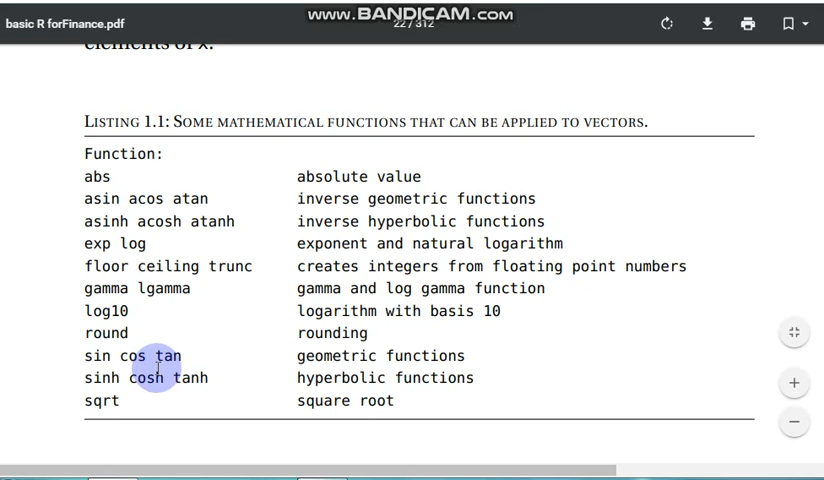 www.BANDICAM.com
basic R forFinance.pdf
22 / 312
elements of x.
LISTING 1.1: SOME MATHEMATICAL FUNCTIONS THAT CAN BE APPLIED TO VECTORS.
Function:
abs absolute value
asin acos atan inverse geometric functions
asinh acosh atanh inverse hyperbolic functions
exp log exponent and natural logarithm
floor ceiling trunc creates integers from floating point numbers
gamma lgamma gamma and log gamma function
log10 logarithm with basis 10
round rounding
sin cos tan geometric functions
sinh cosh tanh hyperbolic functions
sqrt square root